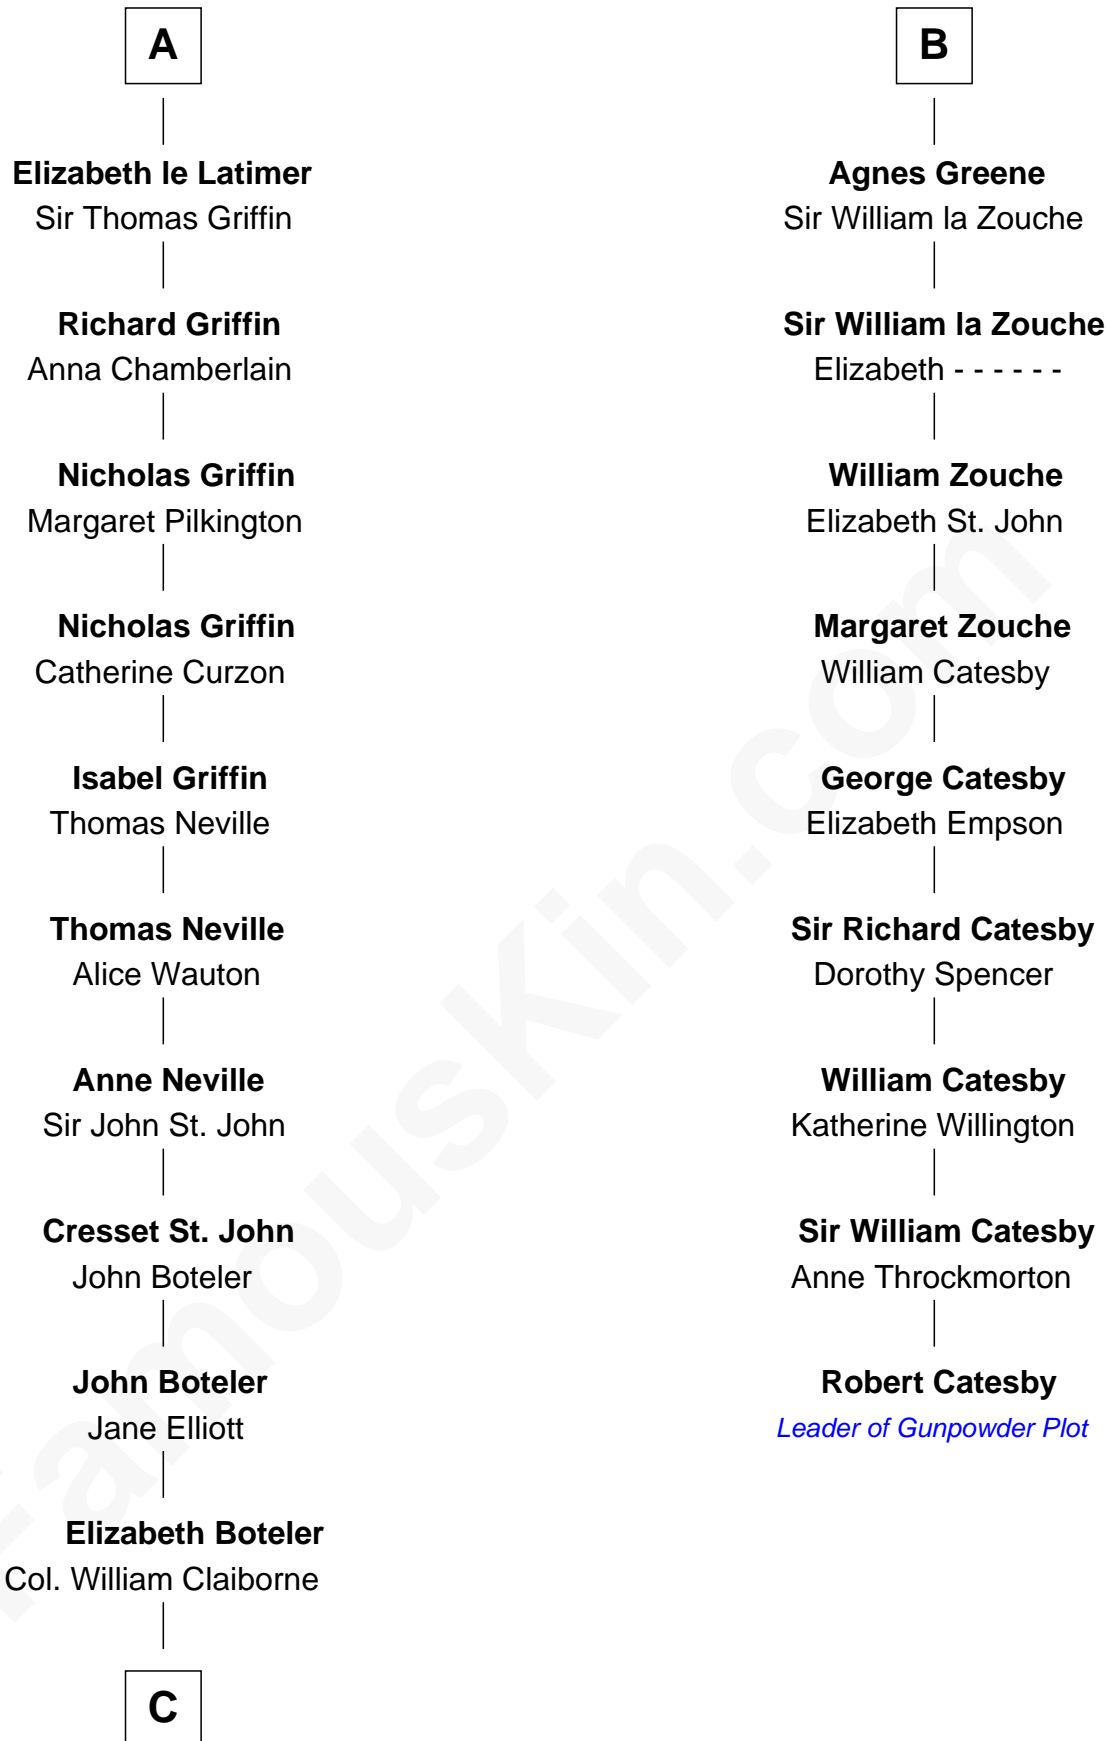 A
Elizabeth le Latimer
Sir Thomas Griffin
Richard Griffin
Anna Chamberlain
Nicholas Griffin
Margaret Pilkington
Nicholas Griffin
Catherine Curzon
Isabel Griffin
Thomas Neville
Thomas Neville
Alice Wauton
Anne Neville
Sir John St. John
Cresset St. John
John Boteler
John Boteler
Jane Elliott
Elizabeth Boteler
Col. William Claiborne
C
B
Agnes Greene
Sir William la Zouche
Sir William la Zouche
Elizabeth - - - - - -
William Zouche
Elizabeth St. John
Margaret Zouche
William Catesby
George Catesby
Elizabeth Empson
Sir Richard Catesby
Dorothy Spencer
William Catesby
Katherine Willington
Sir William Catesby
Anne Throckmorton
Robert Catesby
Leader of Gunpowder Plot
FamousKin.com